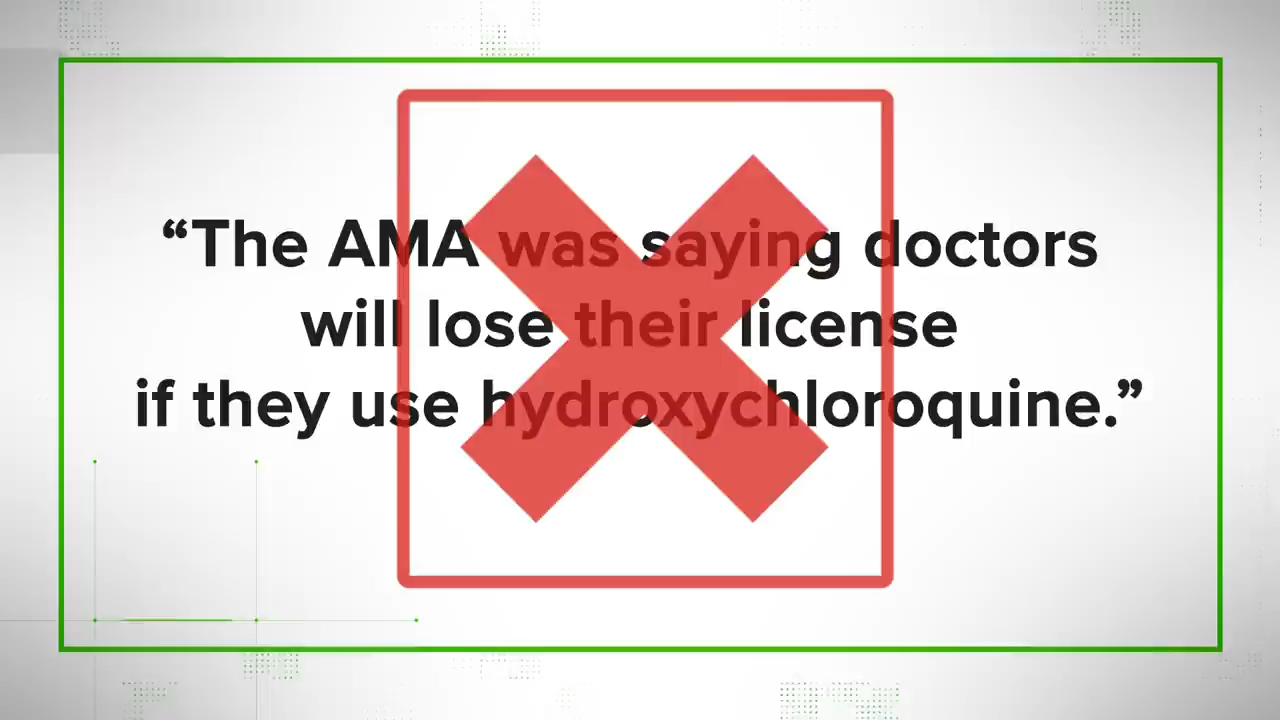 “The AMA was saying doctors
will lose their license
if they use hydroxychloroquine.”